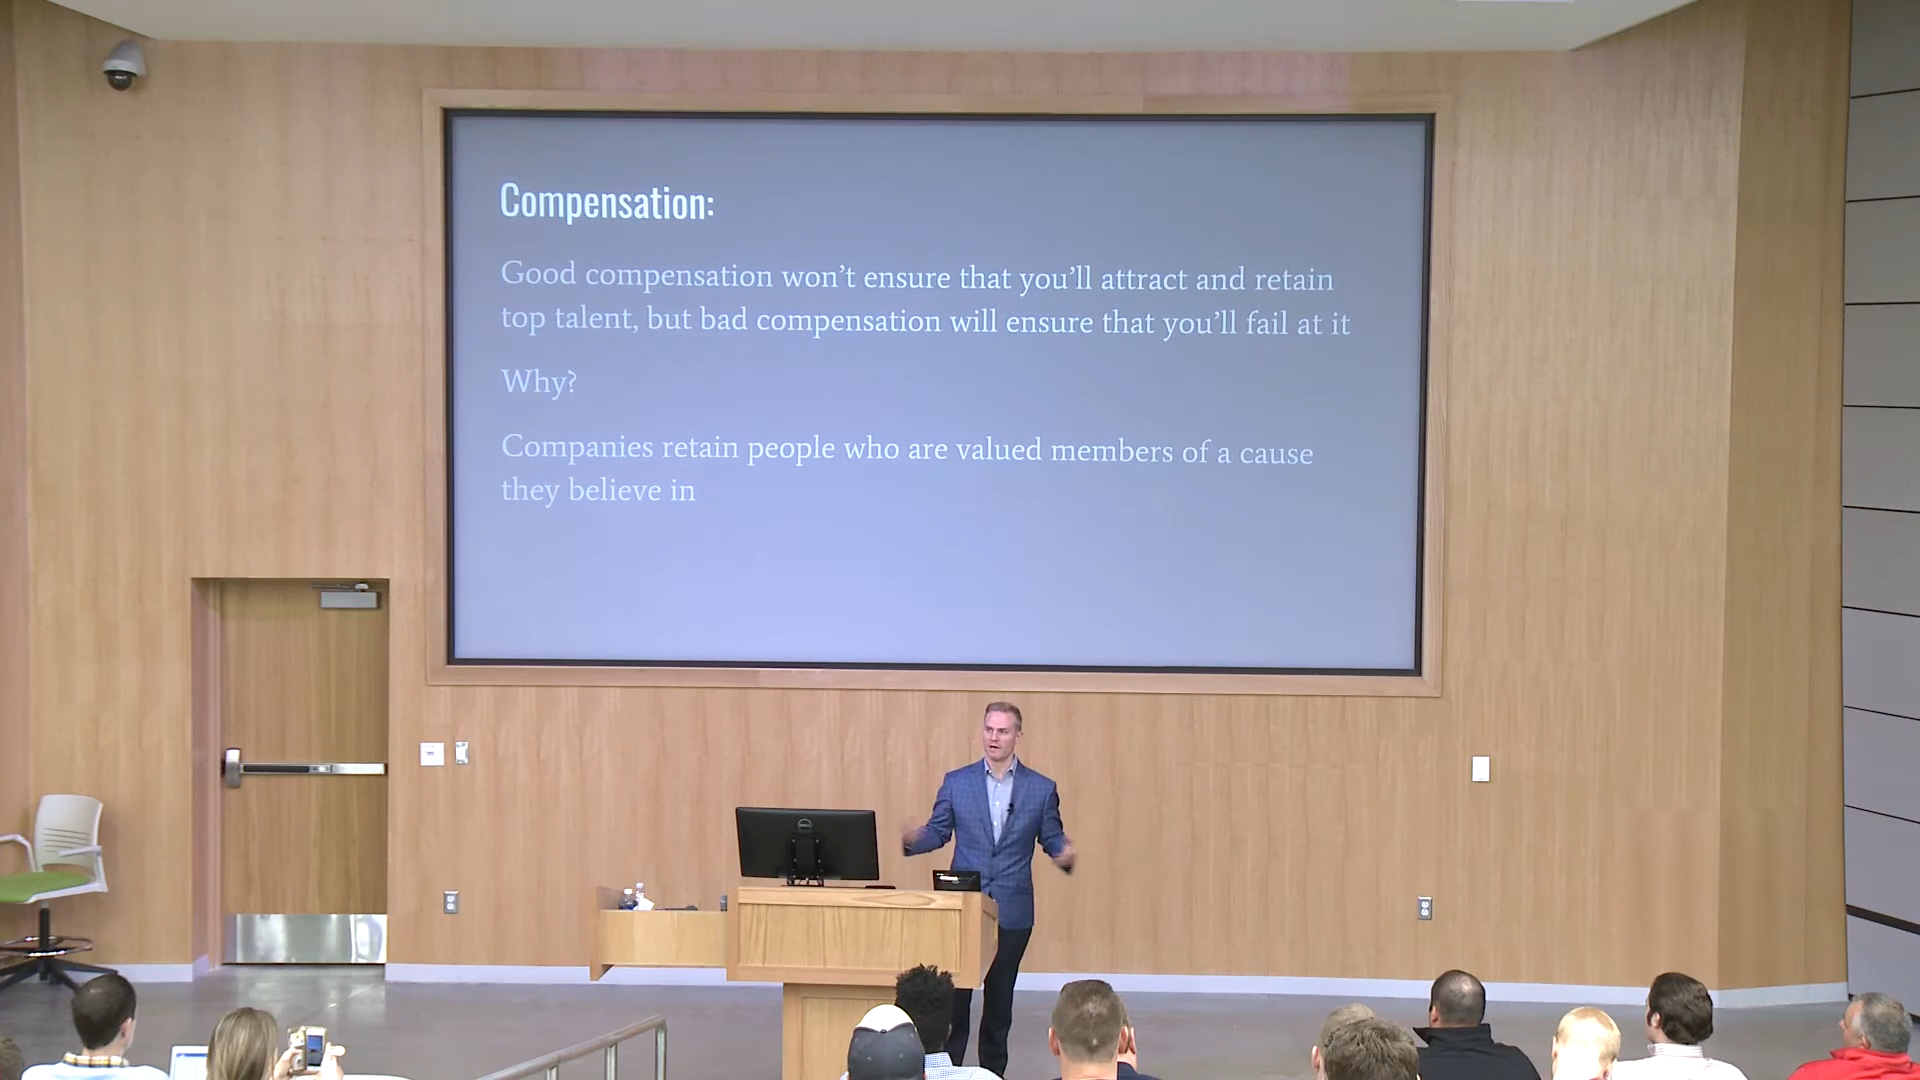 Compensation:
Good compensation won't ensure that you'll attract and retain
top talent, but bad compensation will ensure that you'll fail at it
Why?
Companies retain people who are valued members of a cause
they believe in
DELL